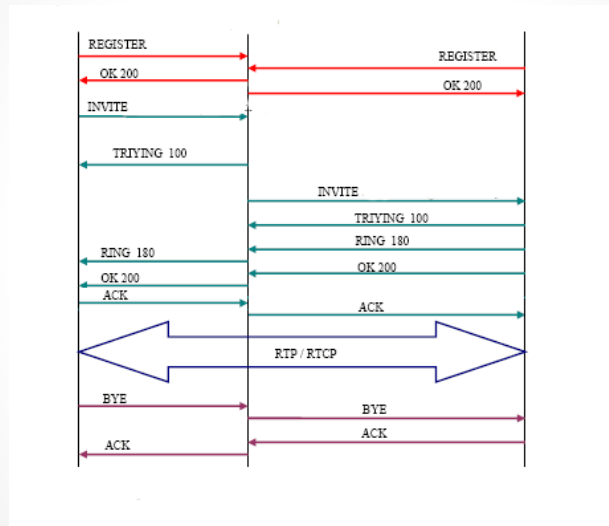 REGISTER
REGISTER
OK 200
OK 200
INVITE
TRIYING 100
INVITE
TRIYING 100
RING 180
RING 180
OK 200
OK 200
ACK
ACK
RTP / RTCP
BYE
BYE
ACK
ACK